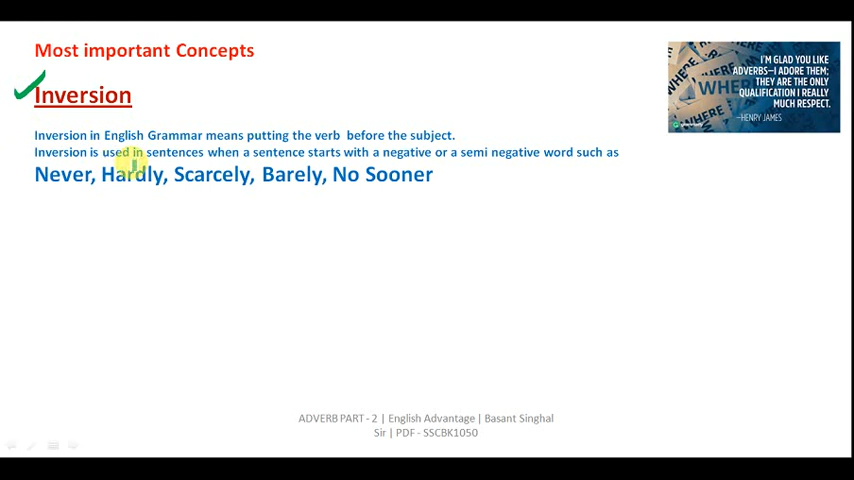 Most important Concepts
Inversion
Inversion in English Grammar means putting the verb before the subject.
Inversion is used in sentences when a sentence starts with a negative or a semi negative word such as
Never, Hardly, Scarcely, Barely, No Sooner
I'M GLAD YOU LIKE
ADVERBS—I ADORE THEM;
THEY ARE THE ONLY
QUALIFICATION I REALLY
MUCH RESPECT.
—HENRY JAMES
WHERE
ADVERB PART - 2 | English Advantage | Basant Singhal
Sir | PDF - SSCBK1050